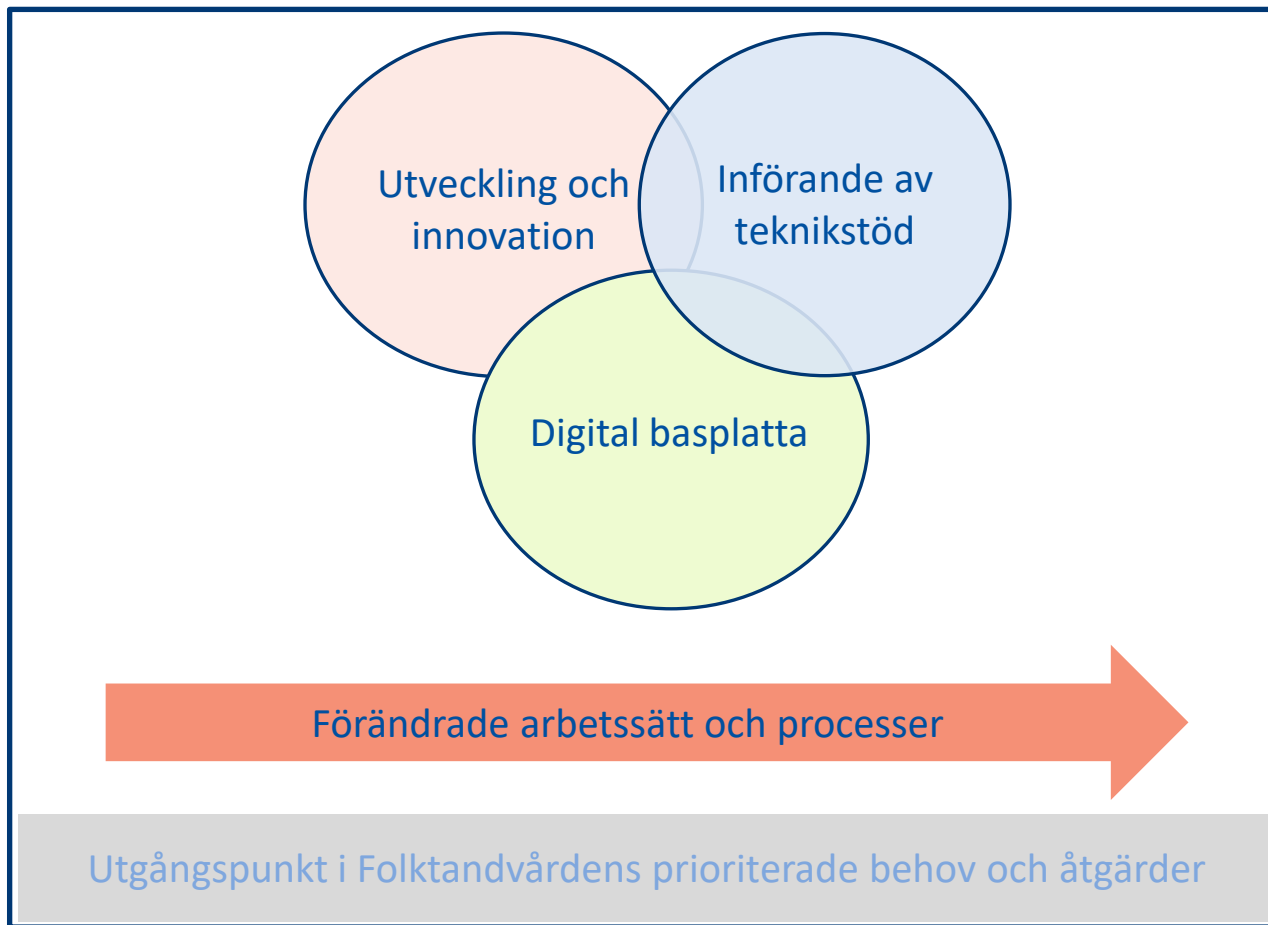 Utveckling och
innovation
Införande av
teknikstöd
Digital basplatta
Förändrade arbetssätt och processer
Utgångspunkt i Folktandvårdens prioriterade behov och åtgärder